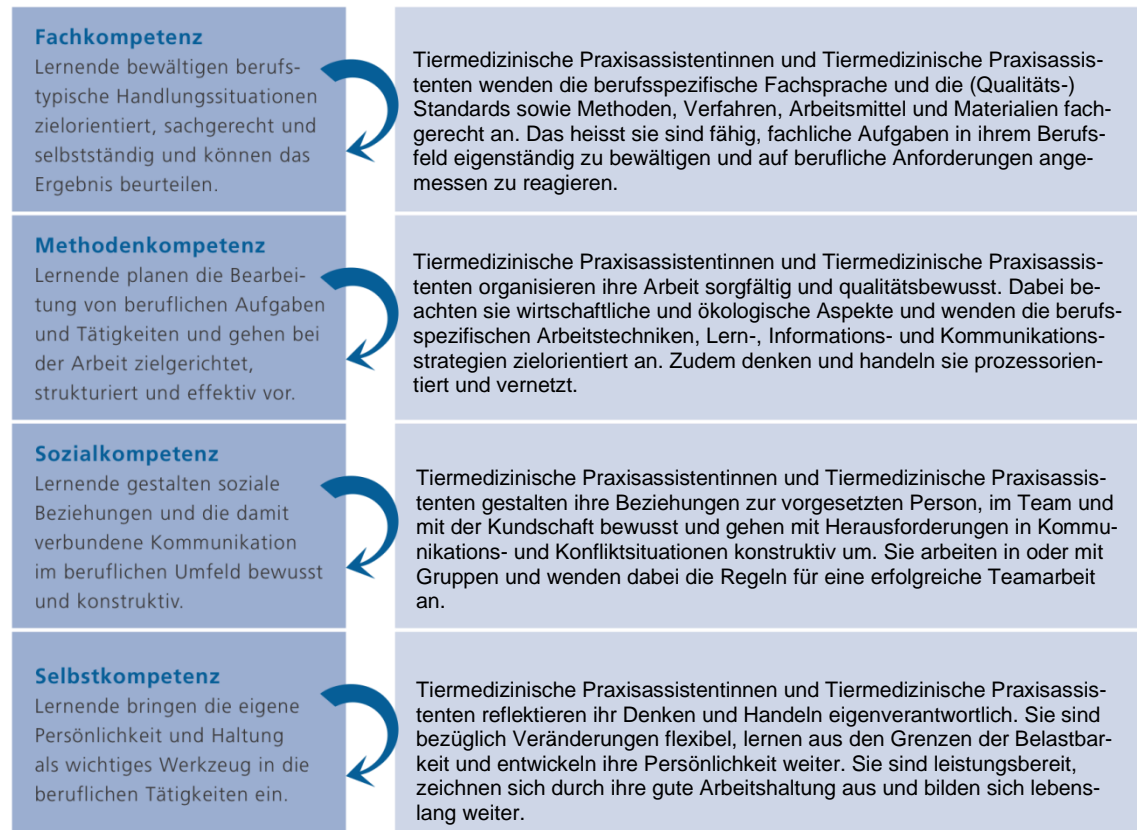 Fachkompetenz
Lernende bewältigen berufs-
typische Handlungssituationen
zielorientiert, sachgerecht und
selbstständig und können das
Ergebnis beurteilen.
Tiermedizinische Praxisassistentinnen und Tiermedizinische Praxisassis-
tenten wenden die berufsspezifische Fachsprache und die (Qualitäts-)
Standards sowie Methoden, Verfahren, Arbeitsmittel und Materialien fach-
gerecht an. Das heisst sie sind fähig, fachliche Aufgaben in ihrem Berufs-
feld eigenständig zu bewältigen und auf berufliche Anforderungen ange-
messen zu reagieren.
Methodenkompetenz
Lernende planen die Bearbei-
tung von beruflichen Aufgaben
und Tätigkeiten und gehen bei
der Arbeit zielgerichtet,
strukturiert und effektiv vor.
Tiermedizinische Praxisassistentinnen und Tiermedizinische Praxisassis-
tenten organisieren ihre Arbeit sorgfältig und qualitätsbewusst. Dabei be-
achten sie wirtschaftliche und ökologische Aspekte und wenden die berufs-
spezifischen Arbeitstechniken, Lern-, Informations- und Kommunikations-
strategien zielorientiert an. Zudem denken und handeln sie prozessorien-
tiert und vernetzt.
Sozialkompetenz
Lernende gestalten soziale
Beziehungen und die damit
verbundene Kommunikation
im beruflichen Umfeld bewusst
und konstruktiv.
Tiermedizinische Praxisassistentinnen und Tiermedizinische Praxisassis-
tenten gestalten ihre Beziehungen zur vorgesetzten Person, im Team und
mit der Kundschaft bewusst und gehen mit Herausforderungen in Kommu-
nikations- und Konfliktsituationen konstruktiv um. Sie arbeiten in oder mit
Gruppen und wenden dabei die Regeln für eine erfolgreiche Teamarbeit
an.
Selbstkompetenz
Lernende bringen die eigene
Persönlichkeit und Haltung
als wichtiges Werkzeug in die
beruflichen Tätigkeiten ein.
Tiermedizinische Praxisassistentinnen und Tiermedizinische Praxisassis-
tenten reflektieren ihr Denken und Handeln eigenverantwortlich. Sie sind
bezüglich Veränderungen flexibel, lernen aus den Grenzen der Belastbar-
keit und entwickeln ihre Persönlichkeit weiter. Sie sind leistungsbereit,
zeichnen sich durch ihre gute Arbeitshaltung aus und bilden sich lebens-
lang weiter.